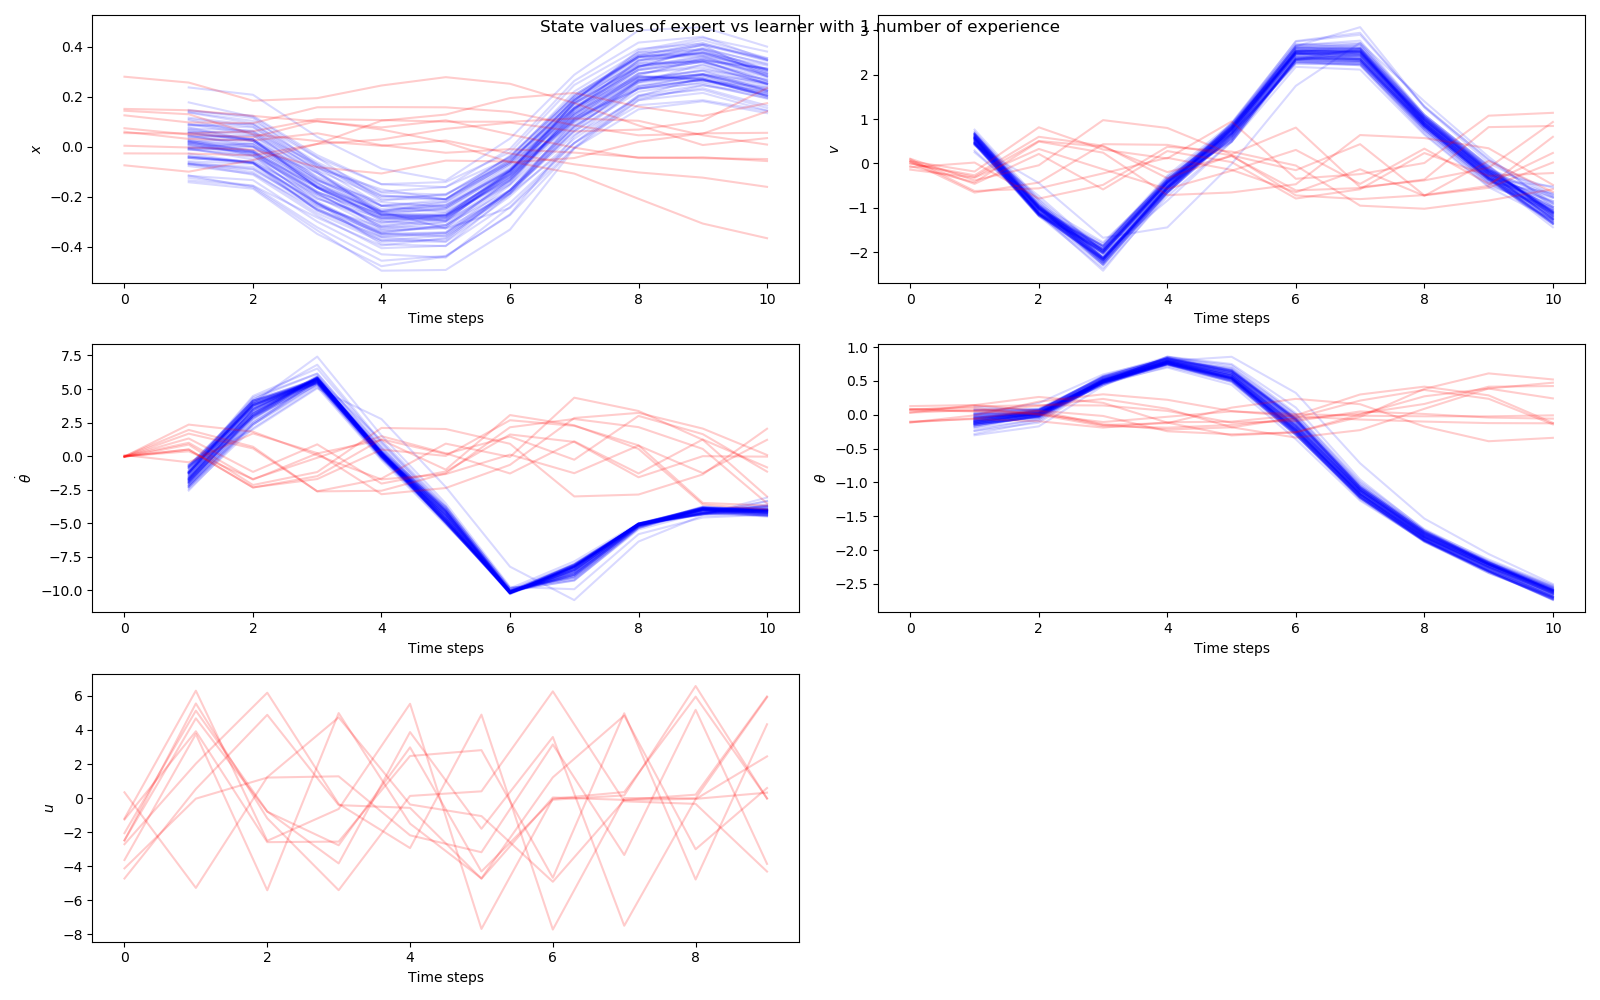 State values of expert vs learner with 1 number of experience
0.4
0.2
0.0
−0.2
−0.4
x
0 2 4 6 8 10
Time steps
3
2
1
0
−1
−2
v
0 2 4 6 8 10
Time steps
7.5
5.0
2.5
0.0
−2.5
−5.0
−7.5
−10.0
θ̇
0 2 4 6 8 10
Time steps
1.0
0.5
0.0
−0.5
−1.0
−1.5
−2.0
−2.5
θ
0 2 4 6 8 10
Time steps
6
4
2
0
−2
−4
−6
−8
u
0 2 4 6 8
Time steps